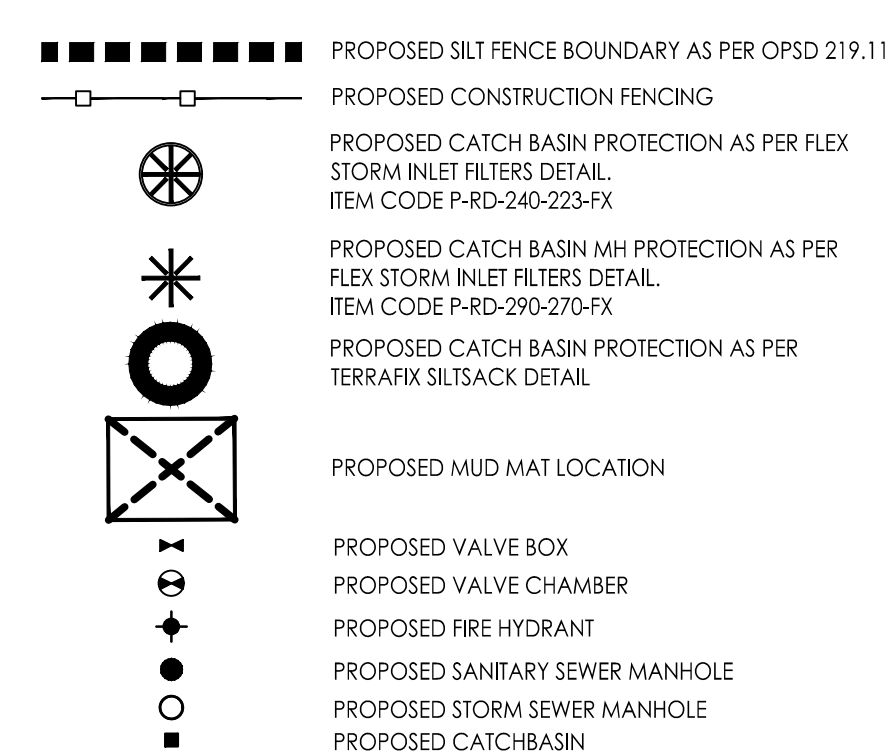 PROPOSED SILT FENCE BOUNDARY AS PER OPSD 219.11
PROPOSED CONSTRUCTION FENCING
PROPOSED CATCH BASIN PROTECTION AS PER FLEX
STORM INLET FILTERS DETAIL.
ITEM CODE P-RD-240-223-FX
PROPOSED CATCH BASIN MH PROTECTION AS PER
FLEX STORM INLET FILTERS DETAIL.
ITEM CODE P-RD-290-270-FX
PROPOSED CATCH BASIN PROTECTION AS PER
TERRAFIX SILTSACK DETAIL
PROPOSED MUD MAT LOCATION
PROPOSED VALVE BOX
PROPOSED VALVE CHAMBER
PROPOSED FIRE HYDRANT
PROPOSED SANITARY SEWER MANHOLE
PROPOSED STORM SEWER MANHOLE
PROPOSED CATCHBASIN